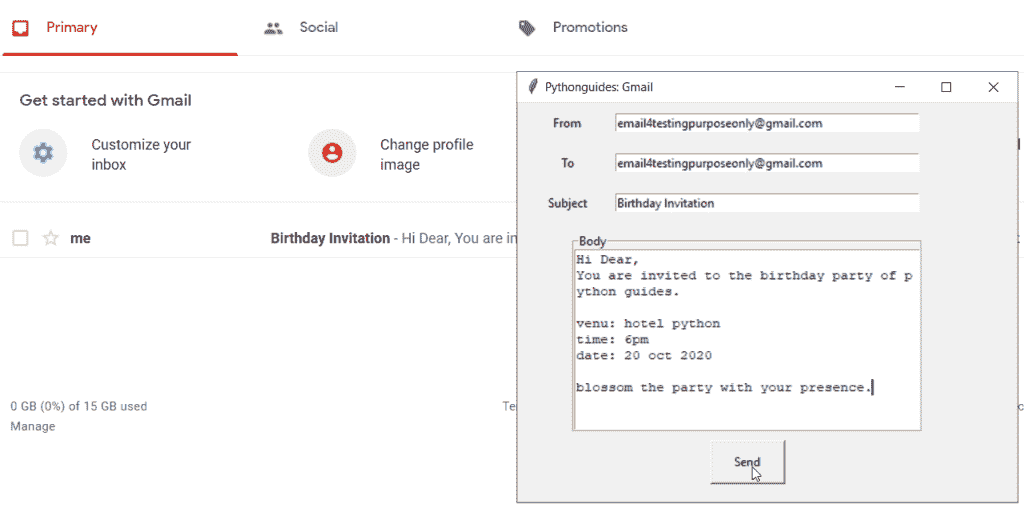 Primary
Social
Promotions
Get started with Gmail
Customize your
inbox
Change profile
image
me
Birthday Invitation - Hi Dear, You are in
0 GB (0%) of 15 GB used
Manage
Pythonguides: Gmail
From
email4testingpurposeonly@gmail.com
To
email4testingpurposeonly@gmail.com
Subject
Birthday Invitation
Body
Hi Dear,
You are invited to the birthday party of p
ython guides.
venu: hotel python
time: 6pm
date: 20 oct 2020
blossom the party with your presence.
Send